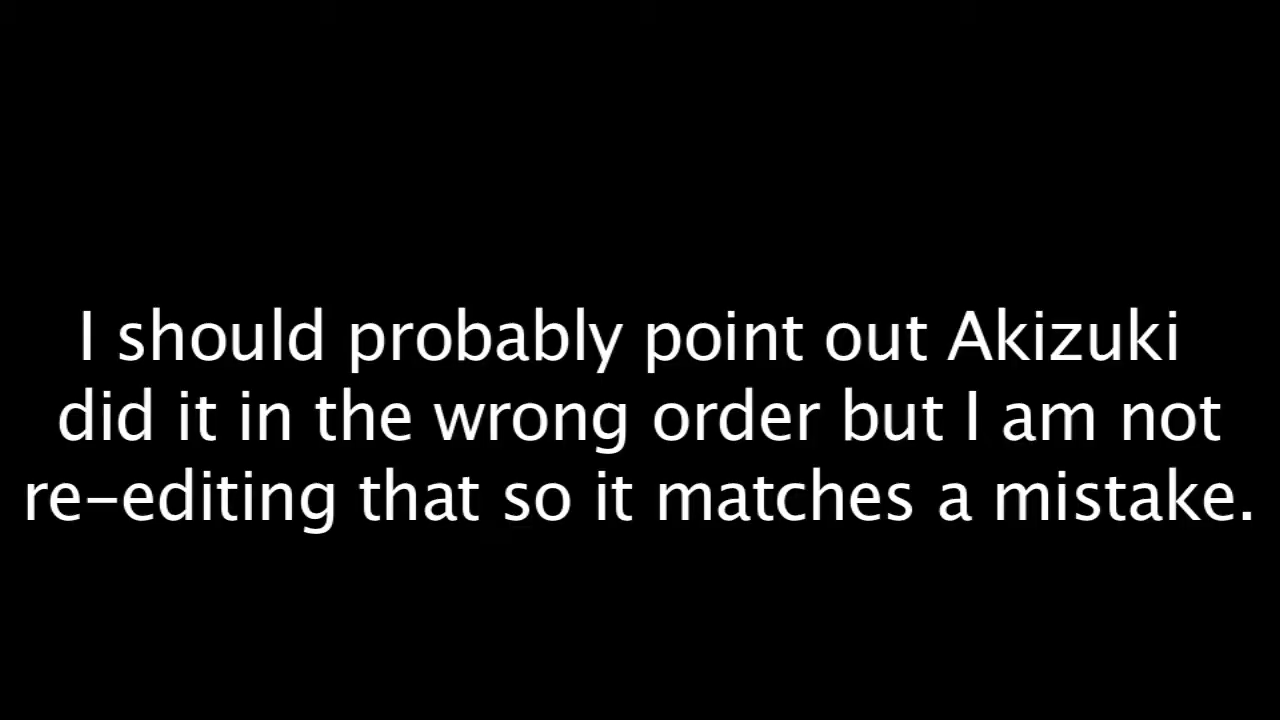 I should probably point out Akizuki
did it in the wrong order but I am not
re-editing that so it matches a mistake.